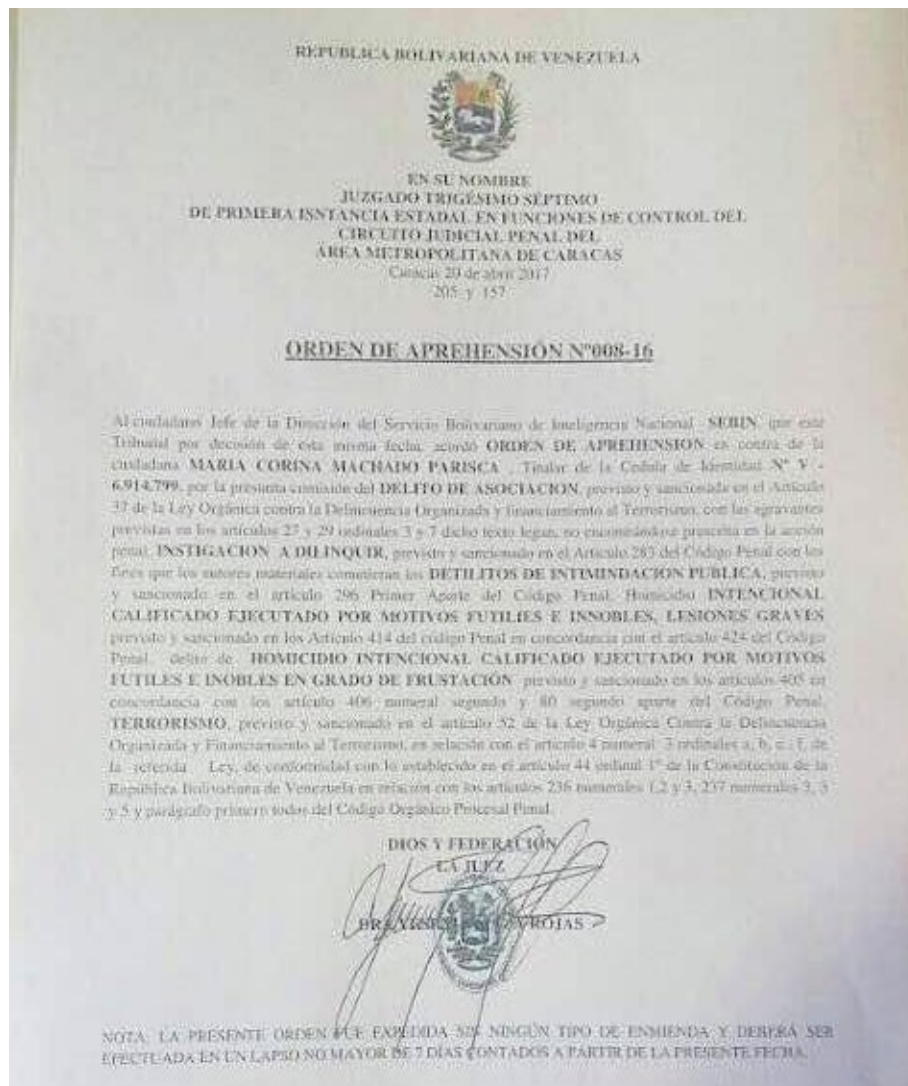 REPUBLICA BOLIVARIANA DE VENEZUELA
EN SU NOMBRE
JUZGADO TRIGÉSIMO SÉPTIMO
DE PRIMERA ISNTANCIA ESTADAL EN FUNCIONES DE CONTROL DEL
CIRCUITO JUDICIAL PENAL DEL
ÁREA METROPOLITANA DE CARACAS
Caracas 20 de abril 2017
205 y 157
ORDEN DE APREHENSIÓN Nº008-16
Al ciudadano Jefe de la Dirección del Servicio Bolivariano de Inteligencia Nacional SEBIN, que este
Tribunal por decisión de esta misma fecha, acordó ORDEN DE APREHENSION en contra de la
ciudadana MARIA CORINA MACHADO PARISCA , Titular de la Cedula de Identidad Nº V -
6.914.799, por la presunta comisión del DELITO DE ASOCIACION, previsto y sancionada en el Artículo
37 de la Ley Orgánica contra la Delincuencia Organizada y financiamiento al Terrorismo, con las agravantes
previstas en los artículos 27 y 29 ordinales 3 y 7 dicho texto legan, no encontrándose prescrita en la acción
penal, INSTIGACION A DILINQUIR, previsto y sancionado en el Artículo 283 del Código Penal con los
fines que los autores materiales cometieran los DETILITOS DE INTIMINDACION PUBLICA, previsto
y sancionado en el artículo 296 Primer Aparte del Código Penal, Homicidio INTENCIONAL
CALIFICADO EJECUTADO POR MOTIVOS FUTILIES E INNOBLES, LESIONES GRAVES
previsto y sancionado en los Artículo 414 del código Penal en concordancia con el artículo 424 del Código
Penal, delito de HOMICIDIO INTENCIONAL CALIFICADO EJECUTADO POR MOTIVOS
FUTILES E INOBLES EN GRADO DE FRUSTACIÓN previsto y sancionado en los artículos 405 en
concordancia con los artículo 406 numeral segundo y 80 segundo aparte del Código Penal,
TERRORISMO, previsto y sancionado en el artículo 52 de la Ley Orgánica Contra la Delincuencia
Organizada y Financiamiento al Terrorismo, en relación con el artículo 4 numeral 3 ordinales a, b, c , f, de
la referida Ley, de conformidad con lo establecido en el artículo 44 ordinal 1º de la Constitución de la
República Bolivariana de Venezuela en relación con los artículos 236 numerales 1,2 y 3, 237 numerales 3
y 5 y parágrafo primero todos del Código Orgánico Procesal Penal.
DIOS Y FEDERACIÓN
LA JUEZ
ROJAS
NOTA: LA PRESENTE ORDEN FUE EXPEDIDA SIN NINGÚN TIPO DE ENMIENDA Y DEBERÁ SER
EFECTUADA EN UN LAPSO NO MAYOR DE 7 DÍAS CONTADOS A PARTIR DE LA PRESENTE FECHA.